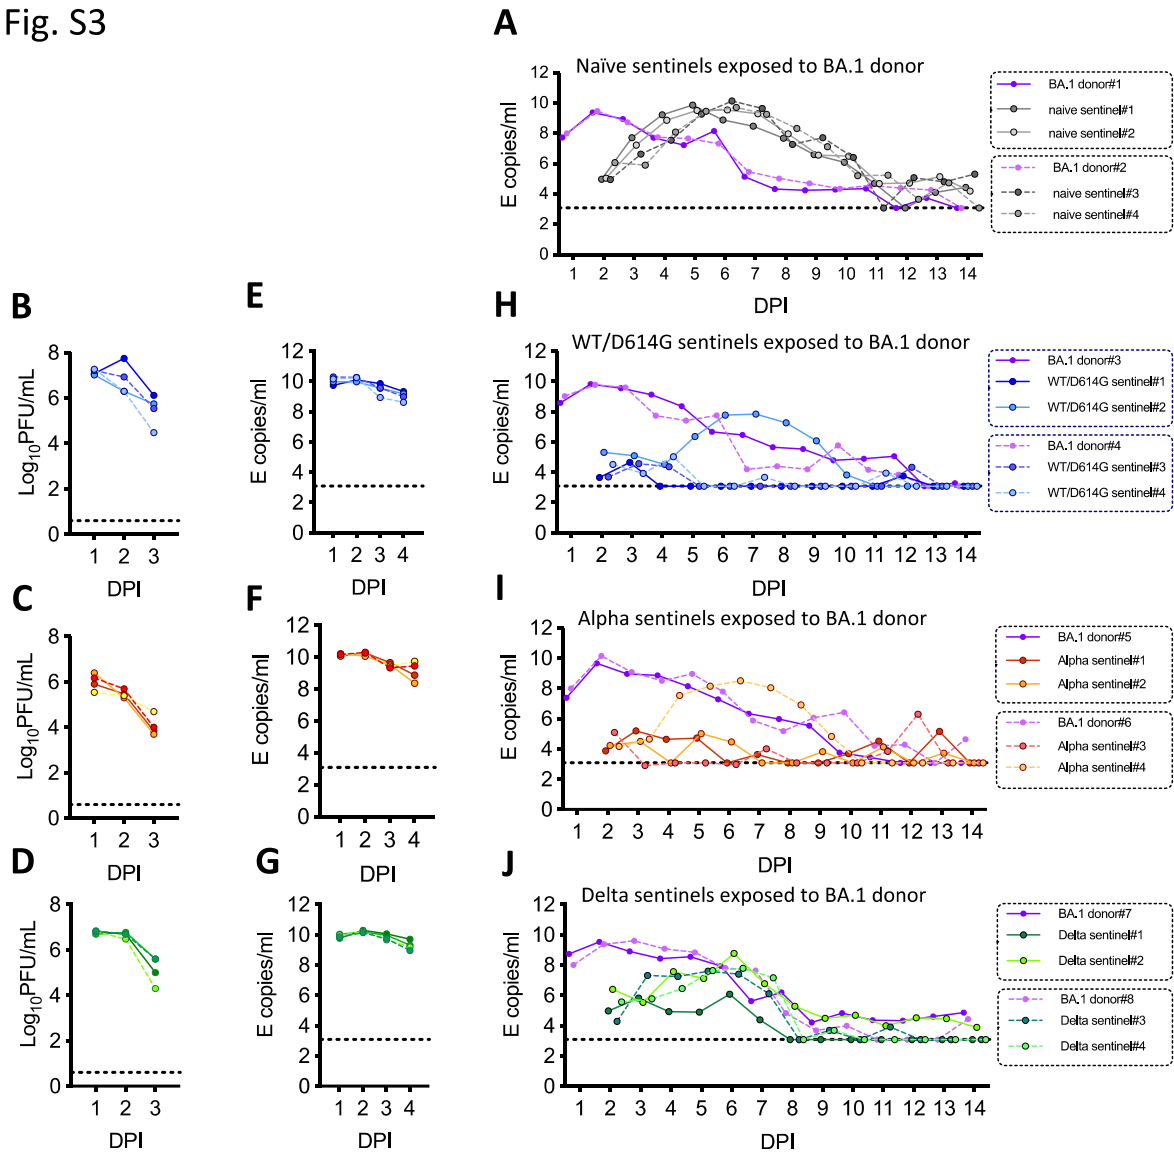 Fig. S3
A
Naïve sentinels exposed to BA.1 donor
12
10
8
6
4
2
0
E copies/ml
1 2 3 4 5 6 7 8 9 10 11 12 13 14
DPI
BA.1 donor#1
naive sentinel#1
naive sentinel#2
BA.1 donor#2
naive sentinel#3
naive sentinel#4
B
8
6
4
2
0
Log10PFU/mL
1 2 3
DPI
E
12
10
8
6
4
2
0
E copies/ml
1 2 3 4
DPI
H
WT/D614G sentinels exposed to BA.1 donor
12
10
8
6
4
2
0
E copies/ml
1 2 3 4 5 6 7 8 9 10 11 12 13 14
DPI
BA.1 donor#3
WT/D614G sentinel#1
WT/D614G sentinel#2
BA.1 donor#4
WT/D614G sentinel#3
WT/D614G sentinel#4
C
8
6
4
2
0
Log10PFU/mL
1 2 3
DPI
F
12
10
8
6
4
2
0
E copies/ml
1 2 3 4
DPI
I
Alpha sentinels exposed to BA.1 donor
12
10
8
6
4
2
0
E copies/ml
1 2 3 4 5 6 7 8 9 10 11 12 13 14
DPI
BA.1 donor#5
Alpha sentinel#1
Alpha sentinel#2
BA.1 donor#6
Alpha sentinel#3
Alpha sentinel#4
D
8
6
4
2
0
Log10PFU/mL
1 2 3
DPI
G
12
10
8
6
4
2
0
E copies/ml
1 2 3 4
DPI
J
Delta sentinels exposed to BA.1 donor
12
10
8
6
4
2
0
E copies/ml
1 2 3 4 5 6 7 8 9 10 11 12 13 14
DPI
BA.1 donor#7
Delta sentinel#1
Delta sentinel#2
BA.1 donor#8
Delta sentinel#3
Delta sentinel#4